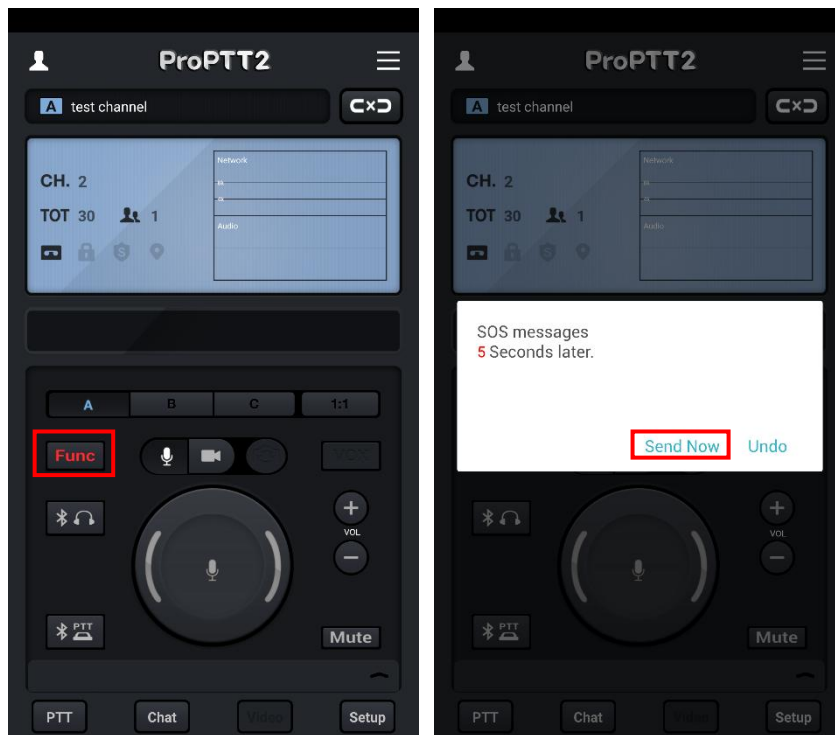 ProPTT2
A test channel
CH. 2
TOT 30 1
Network
Audio
A B C 1:1
Func
VOX
VOL
PTT
Mute
PTT Chat Video Setup
ProPTT2
A test channel
CH. 2
TOT 30 1
Network
Audio
SOS messages
5 Seconds later.
Send Now Undo
VOL
PTT
Mute
PTT Chat Video Setup